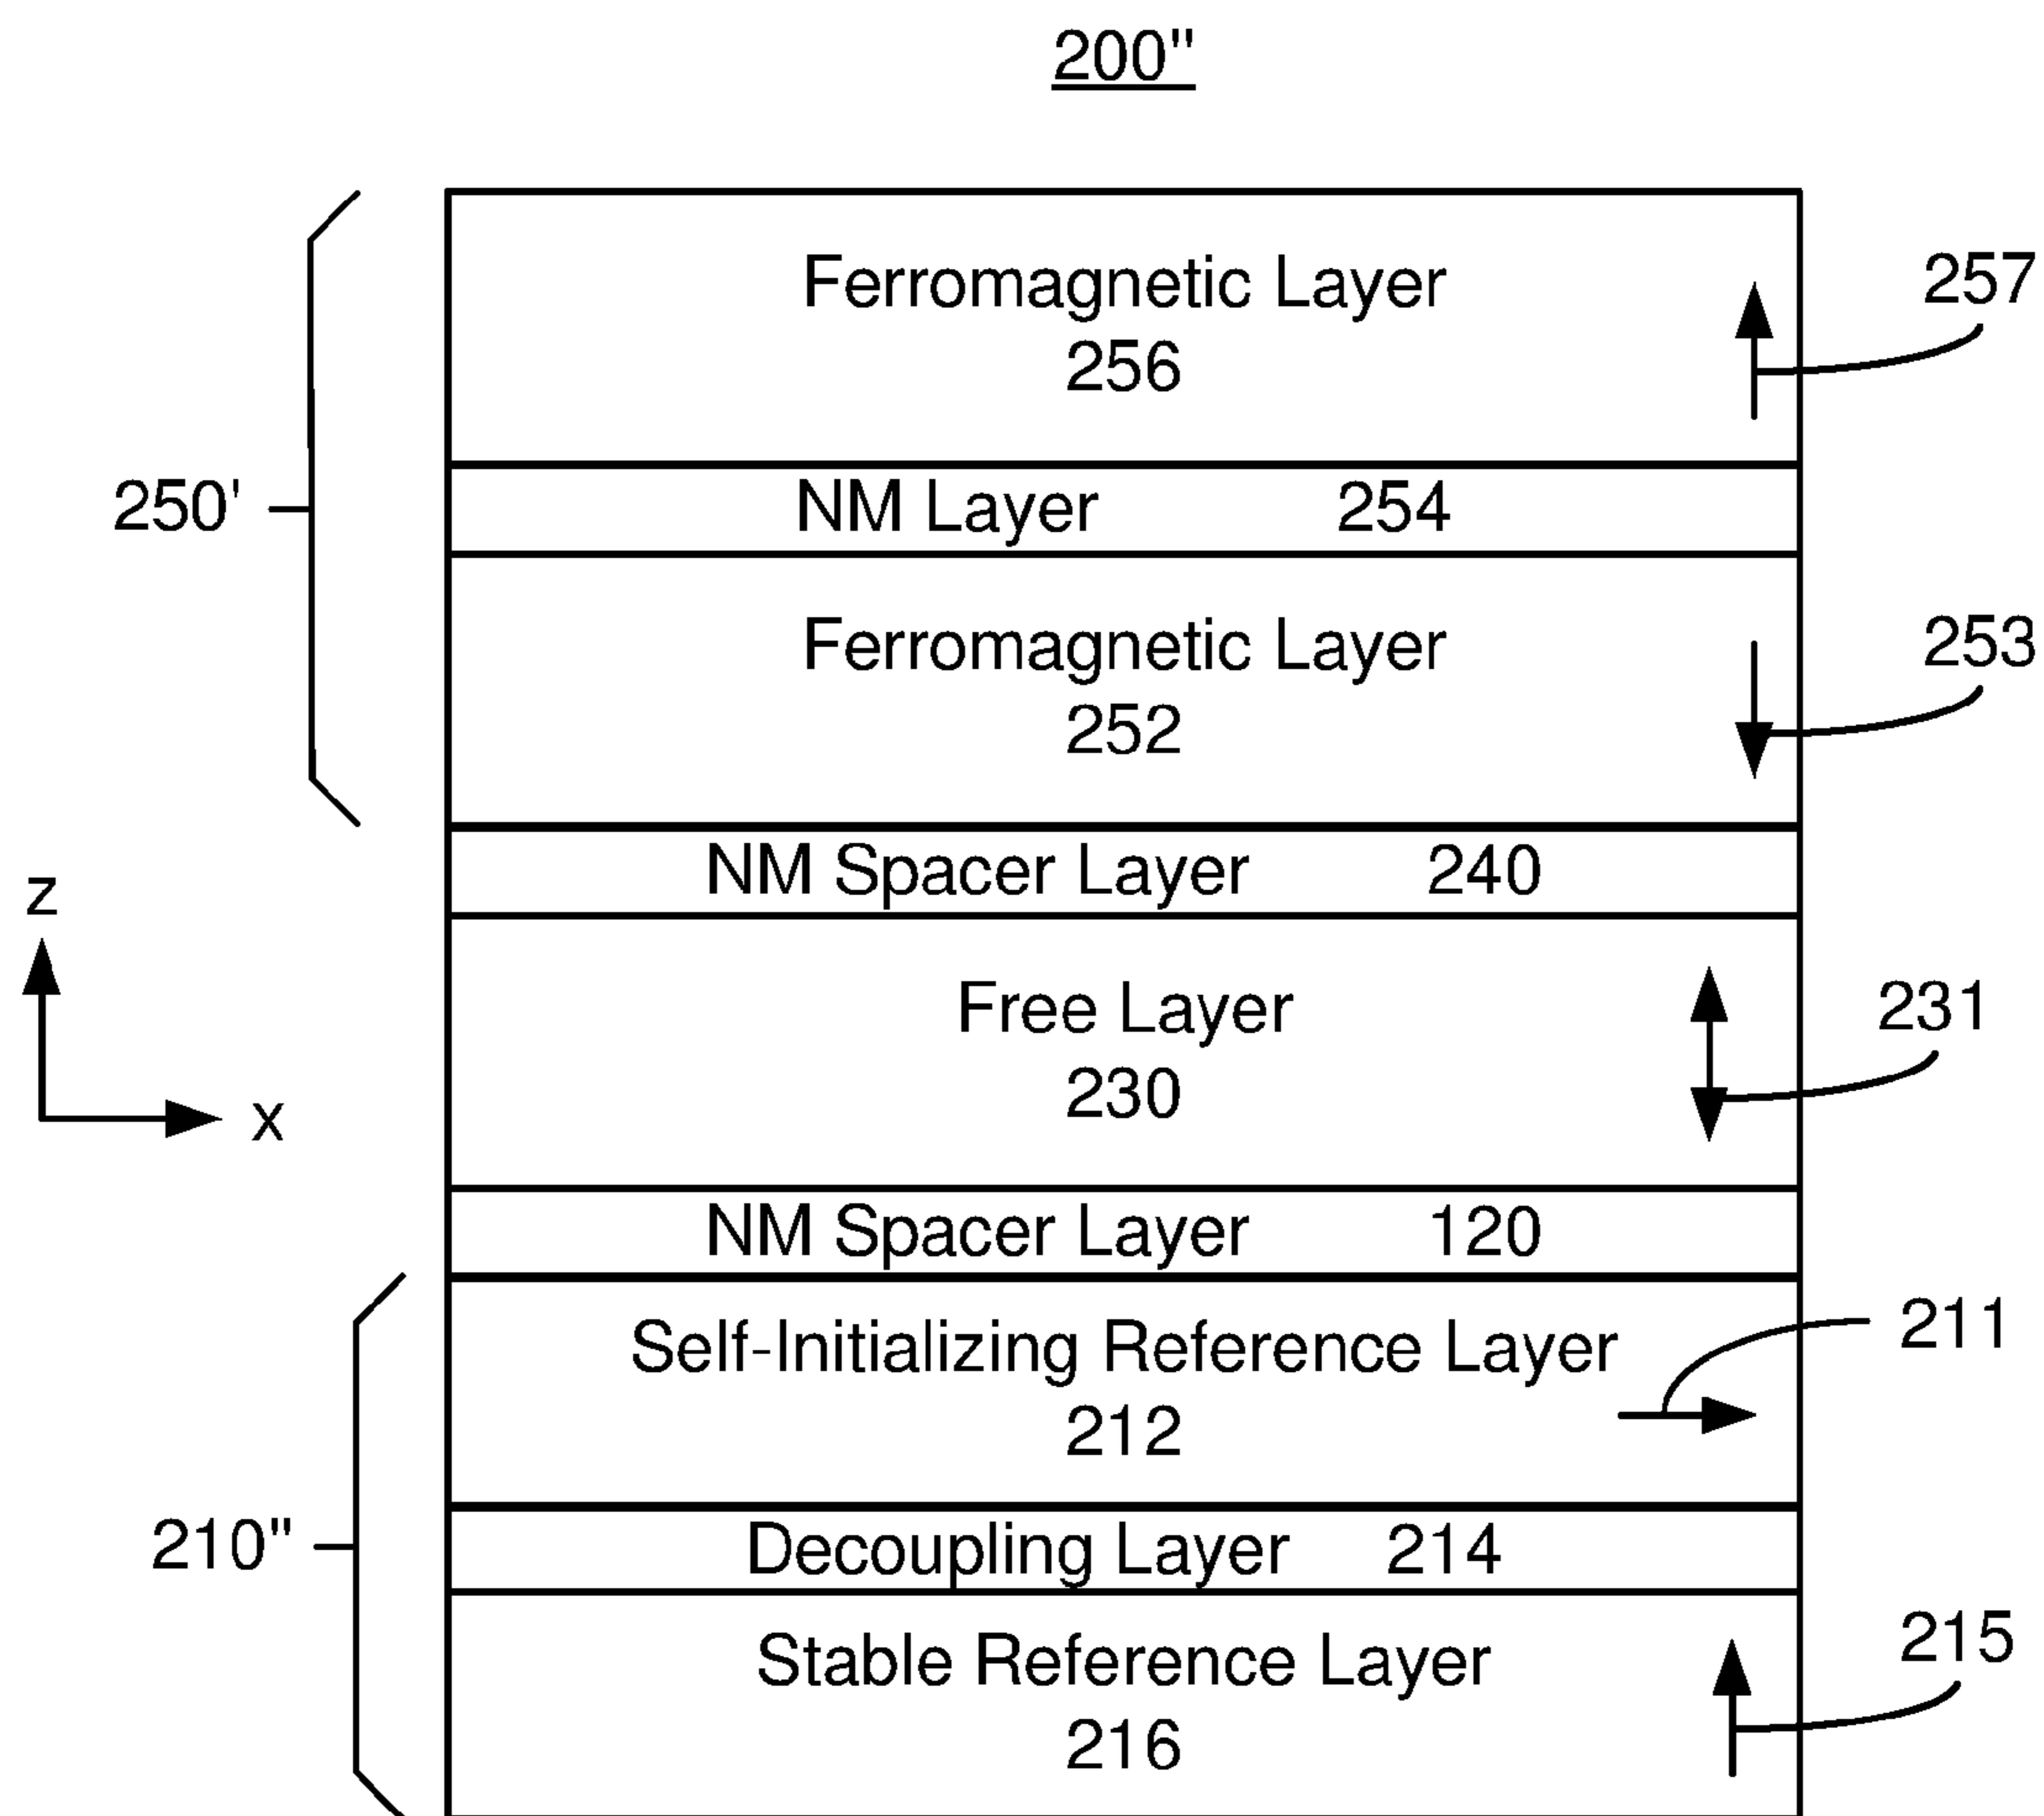 200"
Ferromagnetic Layer
256
257
250'
NM Layer 254
Ferromagnetic Layer
252
253
NM Spacer Layer 240
z
x
Free Layer
230
231
NM Spacer Layer 120
Self-Initializing Reference Layer
212
211
210"
Decoupling Layer 214
Stable Reference Layer
216
215